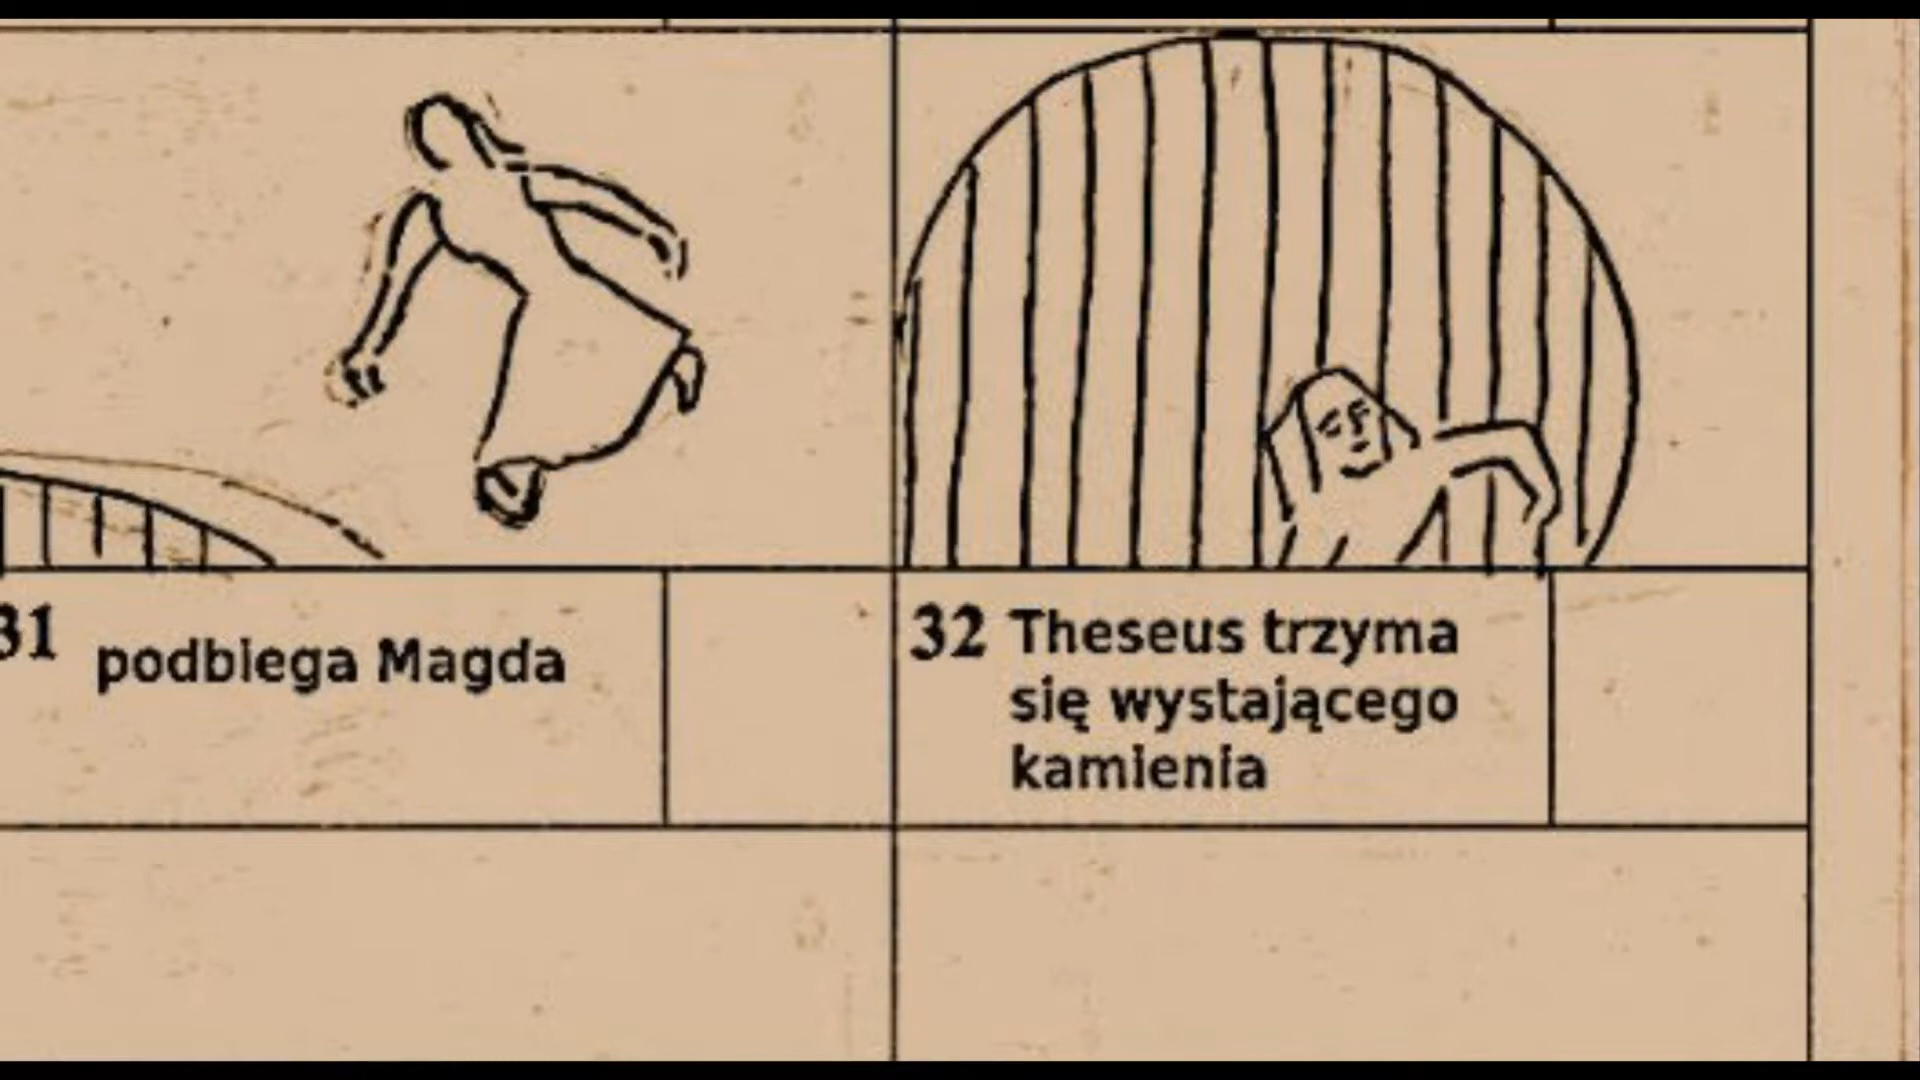 31
podbiega Magda
32 Theseus trzyma
się wystającego
kamienia